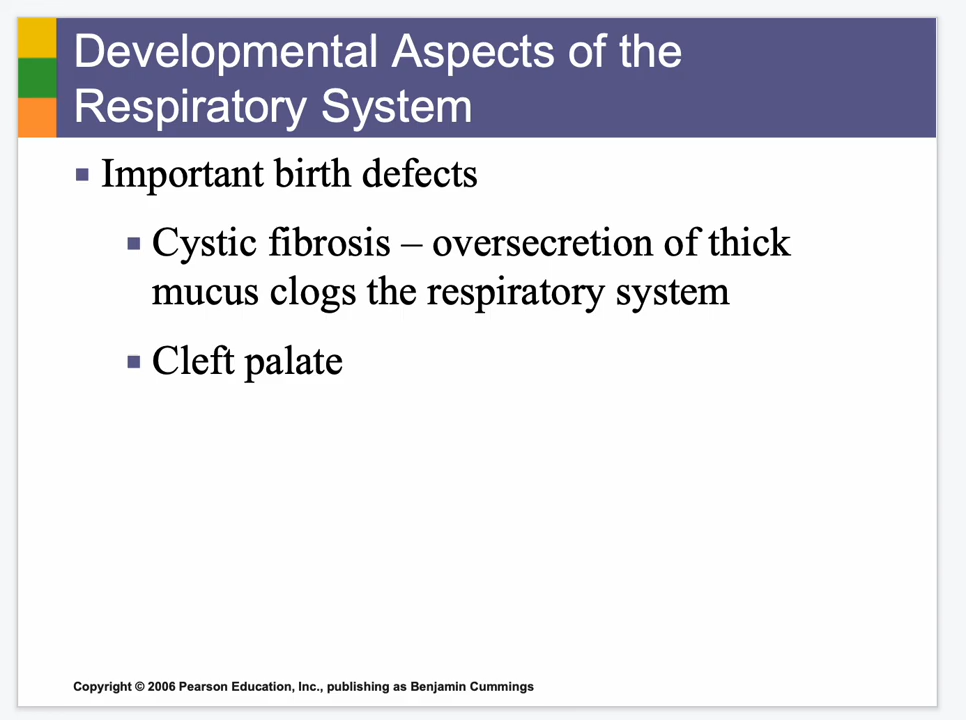 Developmental Aspects of the
Respiratory System
Important birth defects
Cystic fibrosis – oversecretion of thick
mucus clogs the respiratory system
Cleft palate
Copyright © 2006 Pearson Education, Inc., publishing as Benjamin Cummings